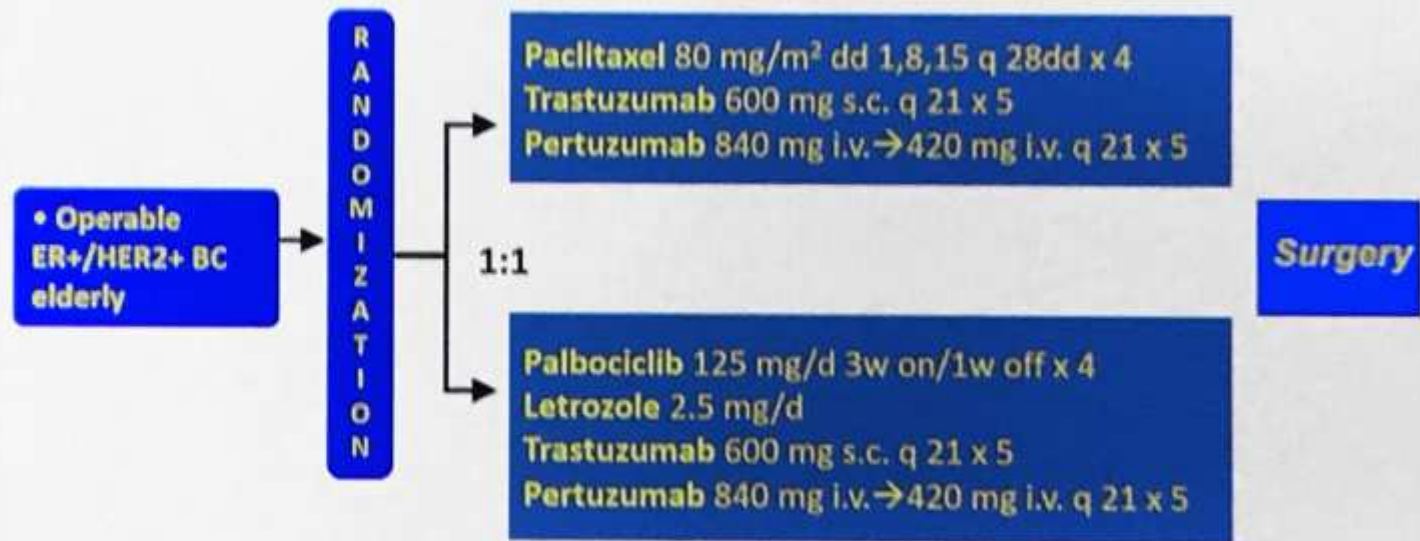 • Operable
ER+/HER2+ BC
elderly
RANDOMIZATION
1:1
Paclitaxel 80 mg/m² dd 1,8,15 q 28dd x 4
Trastuzumab 600 mg s.c. q 21 x 5
Pertuzumab 840 mg i.v.→420 mg i.v. q 21 x 5
Palbociclib 125 mg/d 3w on/1w off x 4
Letrozole 2.5 mg/d
Trastuzumab 600 mg s.c. q 21 x 5
Pertuzumab 840 mg i.v.→420 mg i.v. q 21 x 5
Surgery